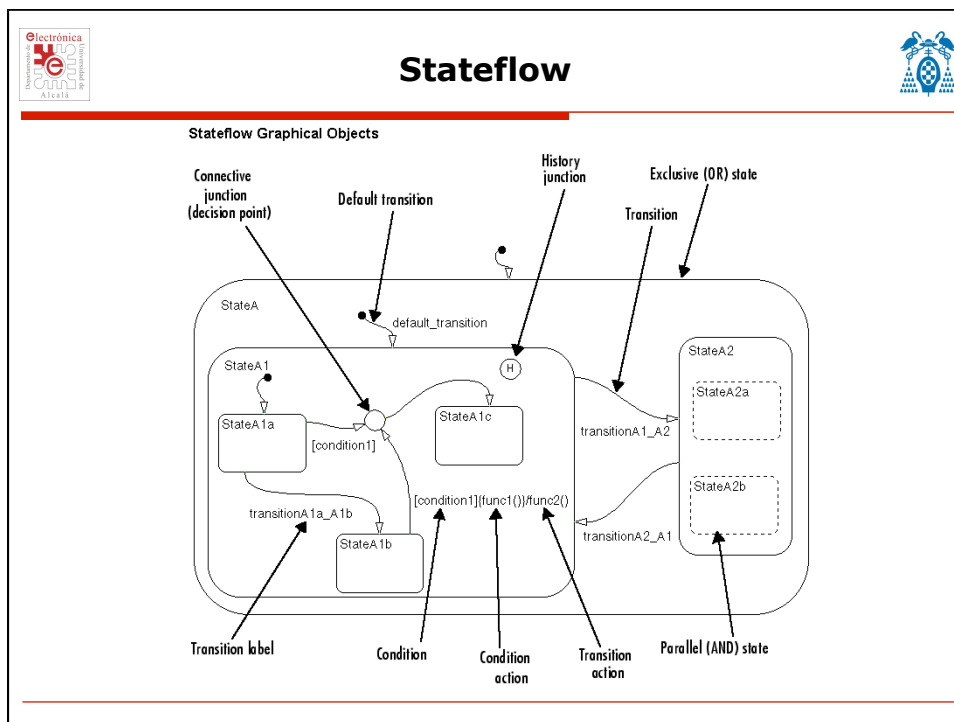 electrónica
Departamento de
Universidad de
Alcalá
Stateflow
Stateflow Graphical Objects
Connective
junction
(decision point)
Default transition
History
junction
Exclusive (OR) state
Transition
StateA
default_transition
StateA1
H
StateA2
StateA2a
StateA1a
StateA1c
[condition1]
transitionA1_A2
StateA2b
transitionA1a_A1b
[condition1]{func1()}/func2()
StateA1b
transitionA2_A1
Transition label
Condition
Condition
action
Transition
action
Parallel (AND) state